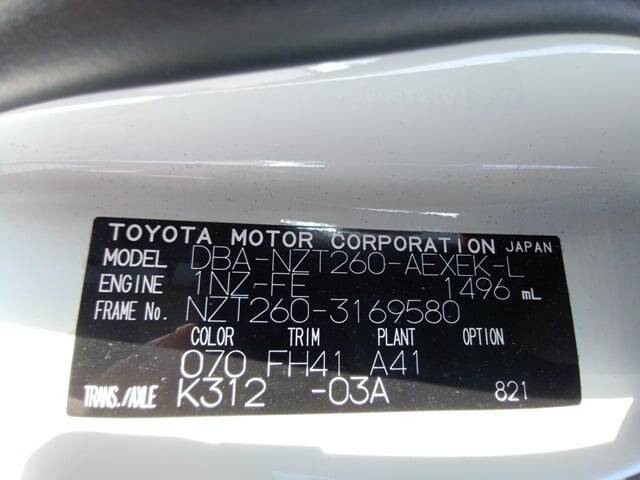 TOYOTA MOTOR CORPORATION JAPAN
MODEL DBA-NZT260-AEXEK-L
ENGINE 1NZ-FE 1496 mL
FRAME No. NZT260-3169580
COLOR TRIM PLANT OPTION
070 FH41 A41
TRANS./AXLE K312 -03A 821